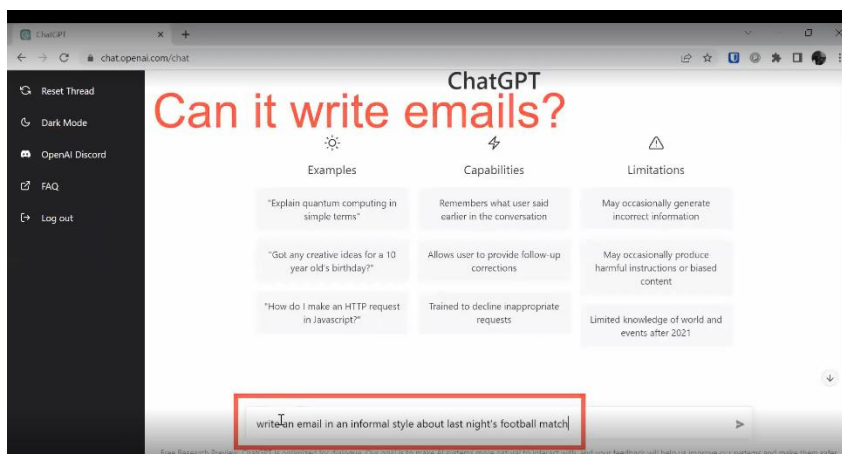 ChatGPT
chat.openai.com/chat
Reset Thread
Dark Mode
OpenAI Discord
FAQ
Log out
ChatGPT
Can it write emails?
Examples
Capabilities
Limitations
"Explain quantum computing in
simple terms"
Remembers what user said
earlier in the conversation
May occasionally generate
incorrect information
"Got any creative ideas for a 10
year old's birthday?"
Allows user to provide follow-up
corrections
May occasionally produce
harmful instructions or biased
content
"How do I make an HTTP request
in Javascript?"
Trained to decline inappropriate
requests
Limited knowledge of world and
events after 2021
write an email in an informal style about last night's football match